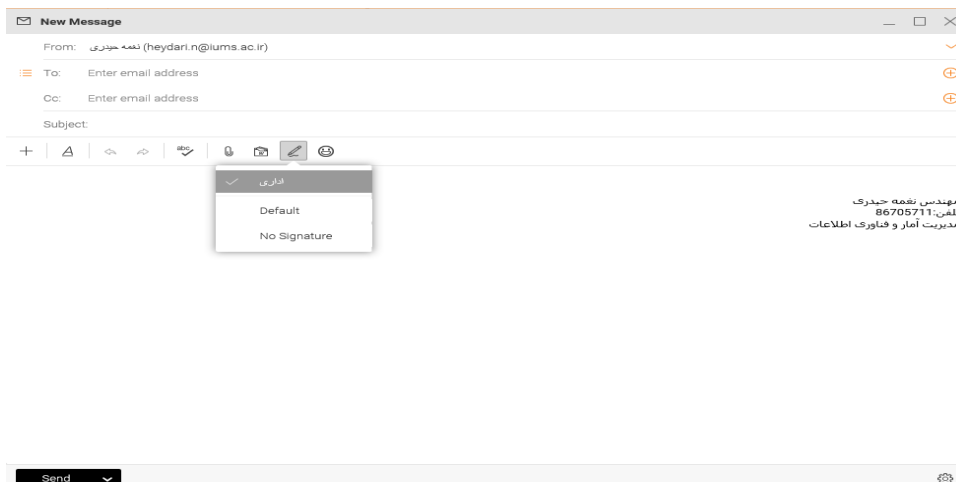 New Message
From: نغمه حیدری (heydari.n@iums.ac.ir)
To: Enter email address
Cc: Enter email address
Subject:
abc
اداری
Default
No Signature
مهندس نغمه حیدری
تلفن:86705711
مدیریت آمار و فناوری اطلاعات
Send